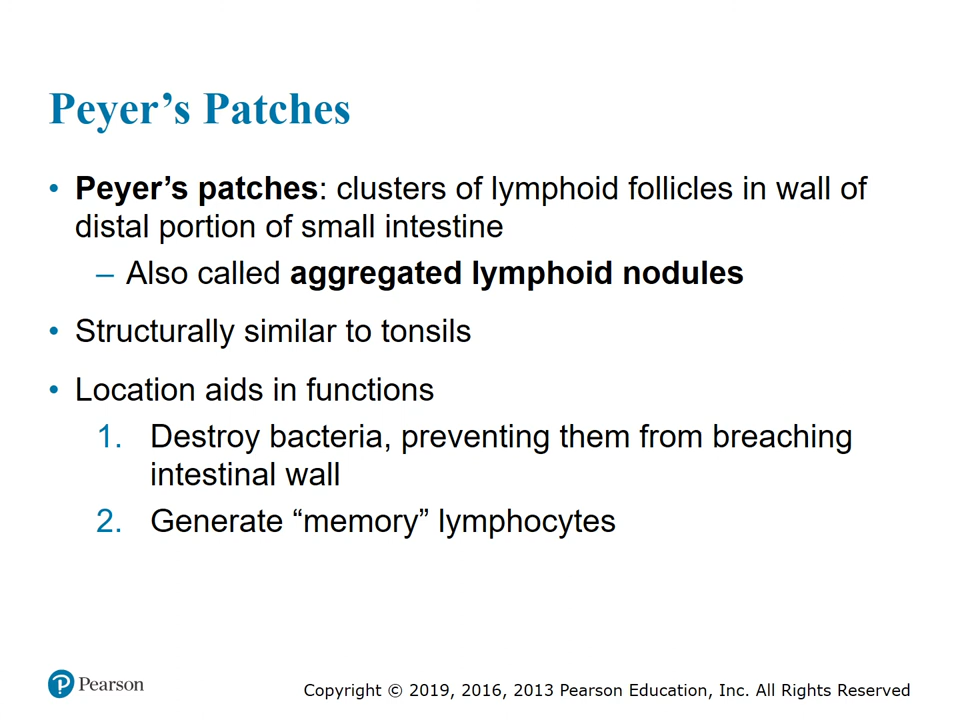 Peyer’s Patches
• Peyer’s patches: clusters of lymphoid follicles in wall of
distal portion of small intestine
– Also called aggregated lymphoid nodules
• Structurally similar to tonsils
• Location aids in functions
1. Destroy bacteria, preventing them from breaching
intestinal wall
2. Generate “memory” lymphocytes
Pearson
Copyright © 2019, 2016, 2013 Pearson Education, Inc. All Rights Reserved